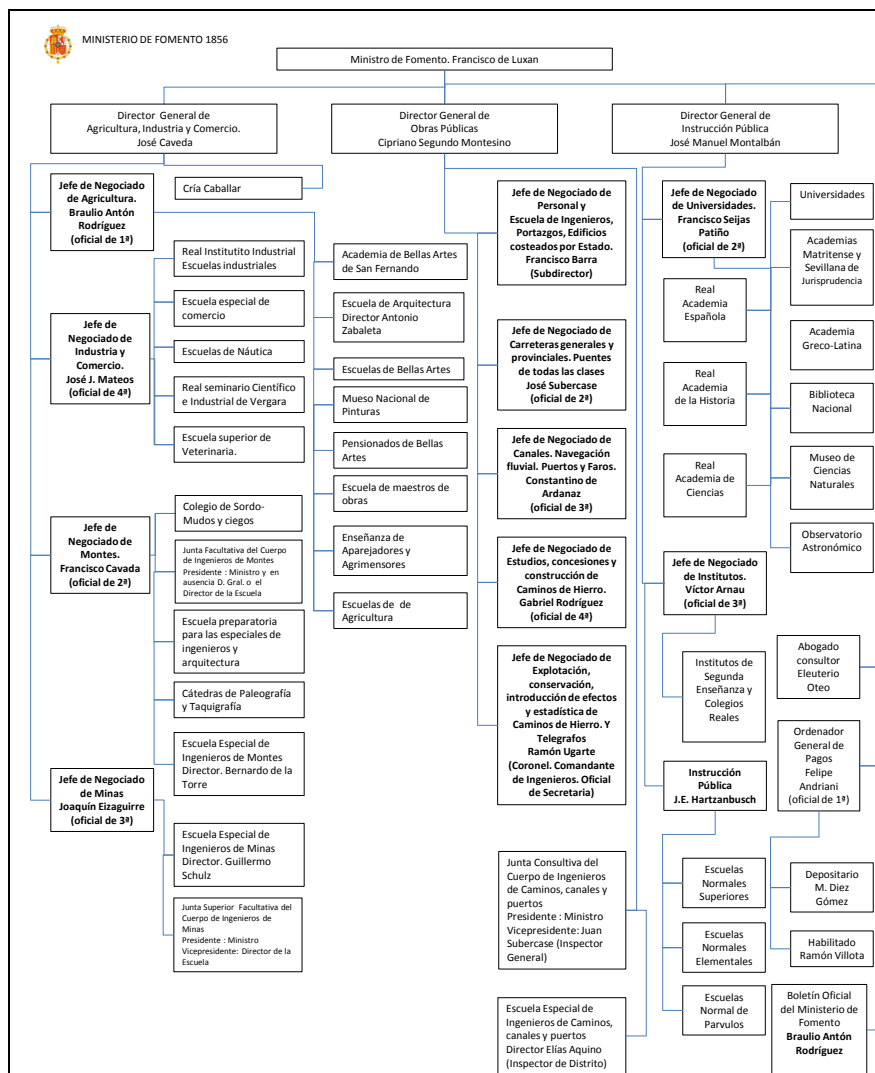 MINISTERIO DE FOMENTO 1856
Ministro de Fomento. Francisco de Luxan
Director General de
Agricultura, Industria y Comercio.
José Caveda
Director General de
Obras Públicas
Cipriano Segundo Montesino
Director General de
Instrucción Pública
José Manuel Montalbán
Jefe de Negociado
de Agricultura.
Braulio Antón
Rodríguez
(oficial de 1ª)
Cría Caballar
Real Institutito Industrial
Escuelas industriales
Escuela especial de
comercio
Jefe de
Negociado de
Industria y
Comercio.
José J. Mateos
(oficial de 4ª)
Escuelas de Náutica
Real seminario Científico
e Industrial de Vergara
Escuela superior de
Veterinaria.
Jefe de
Negociado de
Montes.
Francisco Cavada
(oficial de 2ª)
Colegio de Sordo-
Mudos y ciegos
Junta Facultativa del Cuerpo
de Ingenieros de Montes
Presidente : Ministro y en
ausencia D. Gral. o el
Director de la Escuela
Escuela preparatoria
para las especiales de
ingenieros y
arquitectura
Cátedras de Paleografía
y Taquigrafía
Escuela Especial de
Ingenieros de Montes
Director. Bernardo de la
Torre
Jefe de Negociado
de Minas
Joaquín Eizaguirre
(oficial de 3ª)
Escuela Especial de
Ingenieros de Minas
Director. Guillermo
Schulz
Junta Superior Facultativa del
Cuerpo de Ingenieros de
Minas
Presidente : Ministro
Vicepresidente: Director de la
Escuela
Academia de Bellas Artes
de San Fernando
Escuela de Arquitectura
Director Antonio
Zabaleta
Escuelas de Bellas Artes
Mueso Nacional de
Pinturas
Pensionados de Bellas
Artes
Escuela de maestros de
obras
Enseñanza de
Aparejadores y
Agrimensores
Escuelas de de
Agricultura
Jefe de Negociado de
Personal y
Escuela de Ingenieros,
Portazgos, Edificios
costeados por Estado.
Francisco Barra
(Subdirector)
Jefe de Negociado de
Carreteras generales y
provinciales. Puentes
de todas las clases
José Subercase
(oficial de 2ª)
Jefe de Negociado de
Canales. Navegación
fluvial. Puertos y Faros.
Constantino de
Ardanaz
(oficial de 3ª)
Jefe de Negociado de
Estudios, concesiones y
construcción de
Caminos de Hierro.
Gabriel Rodríguez
(oficial de 4ª)
Jefe de Negociado de
Explotación,
conservación,
introducción de efectos
y estadística de
Caminos de Hierro. Y
Telegrafos
Ramón Ugarte
(Coronel. Comandante
de Ingenieros. Oficial
de Secretaria)
Junta Consultiva del
Cuerpo de Ingenieros
de Caminos, canales y
puertos
Presidente : Ministro
Vicepresidente: Juan
Subercase (Inspector
General)
Escuela Especial de
Ingenieros de Caminos,
canales y puertos
Director Elías Aquino
(Inspector de Distrito)
Jefe de Negociado
de Universidades.
Francisco Seijas
Patiño
(oficial de 2ª)
Real
Academia
Española
Real
Academia
de la Historia
Real
Academia de
Ciencias
Universidades
Academias
Matritense y
Sevillana de
Jurisprudencia
Academia
Greco-Latina
Biblioteca
Nacional
Museo de
Ciencias
Naturales
Observatorio
Astronómico
Jefe de Negociado
de Institutos.
Víctor Arnau
(oficial de 3ª)
Institutos de
Segunda
Enseñanza y
Colegios
Reales
Instrucción
Pública
J.E. Hartzanbusch
Escuelas
Normales
Superiores
Escuelas
Normales
Elementales
Escuelas
Normal de
Parvulos
Abogado
consultor
Eleuterio
Oteo
Ordenador
General de
Pagos
Felipe
Andriani
(oficial de 1ª)
Depositario
M. Diez
Gómez
Habilitado
Ramón Villota
Boletín Oficial
del Ministerio de
Fomento
Braulio Antón
Rodríguez